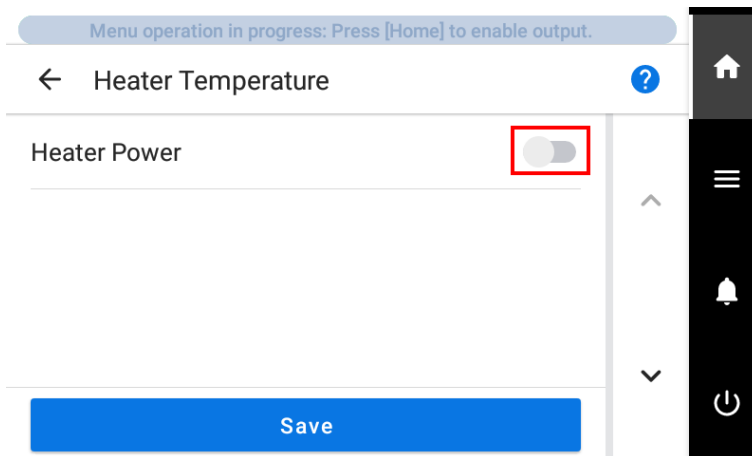 Menu operation in progress: Press [Home] to enable output.
Heater Temperature
?
Heater Power
Save